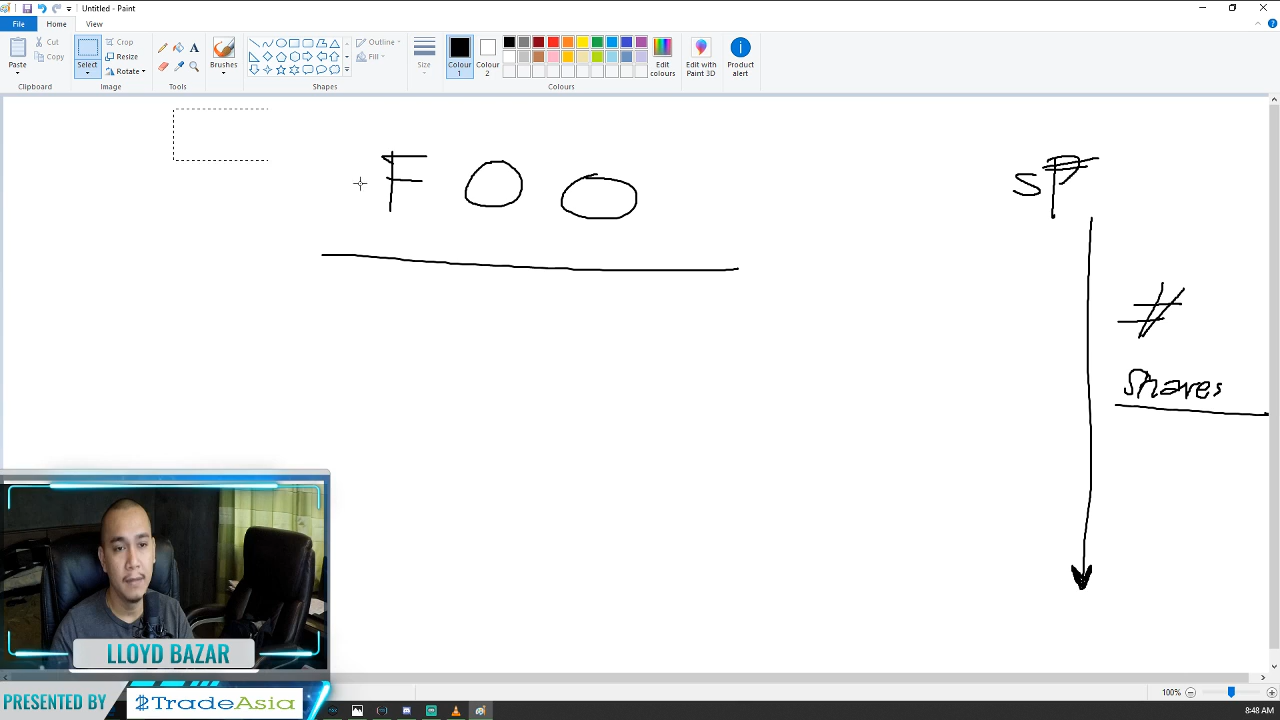 Untitled - Paint
File Home View
Paste
Cut
Copy
Clipboard
Select
Crop
Resize
Rotate
Image
Tools
Brushes
Shapes
Outline
Fill
Size
Colour 1
Colour 2
Colours
Edit colours
Edit with Paint 3D
Product alert
FOO
SP
#
Shares
LLOYD BAZAR
PRESENTED BY TradeAsia
100%
8:48 AM